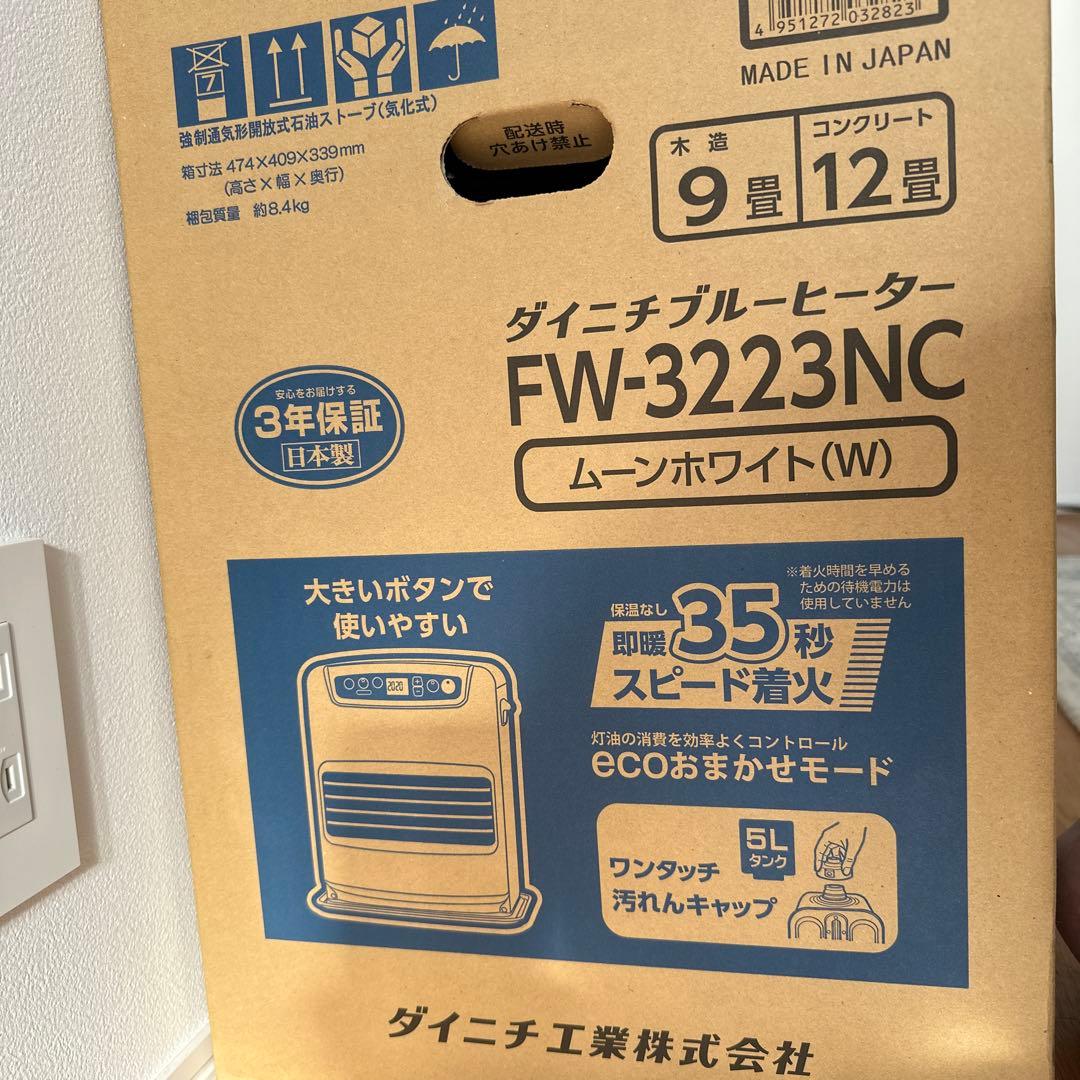 4 951272 032823
MADE IN JAPAN
7
強制通気形開放式石油ストーブ(気化式)
箱寸法 474×409×339mm
(高さ×幅×奥行)
梱包質量 約8.4kg
配送時
穴あけ禁止
木造
9畳
コンクリート
12畳
ダイニチブルーヒーター
FW-3223NC
ムーンホワイト(W)
安心をお届けする
3年保証
日本製
大きいボタンで
使いやすい
2020
※着火時間を早める
ための待機電力は
使用していません
保温なし
即暖35秒
スピード着火
灯油の消費を効率よくコントロール
ecoおまかせモード
5L
タンク
ワンタッチ
汚れんキャップ
ダイニチ工業株式会社